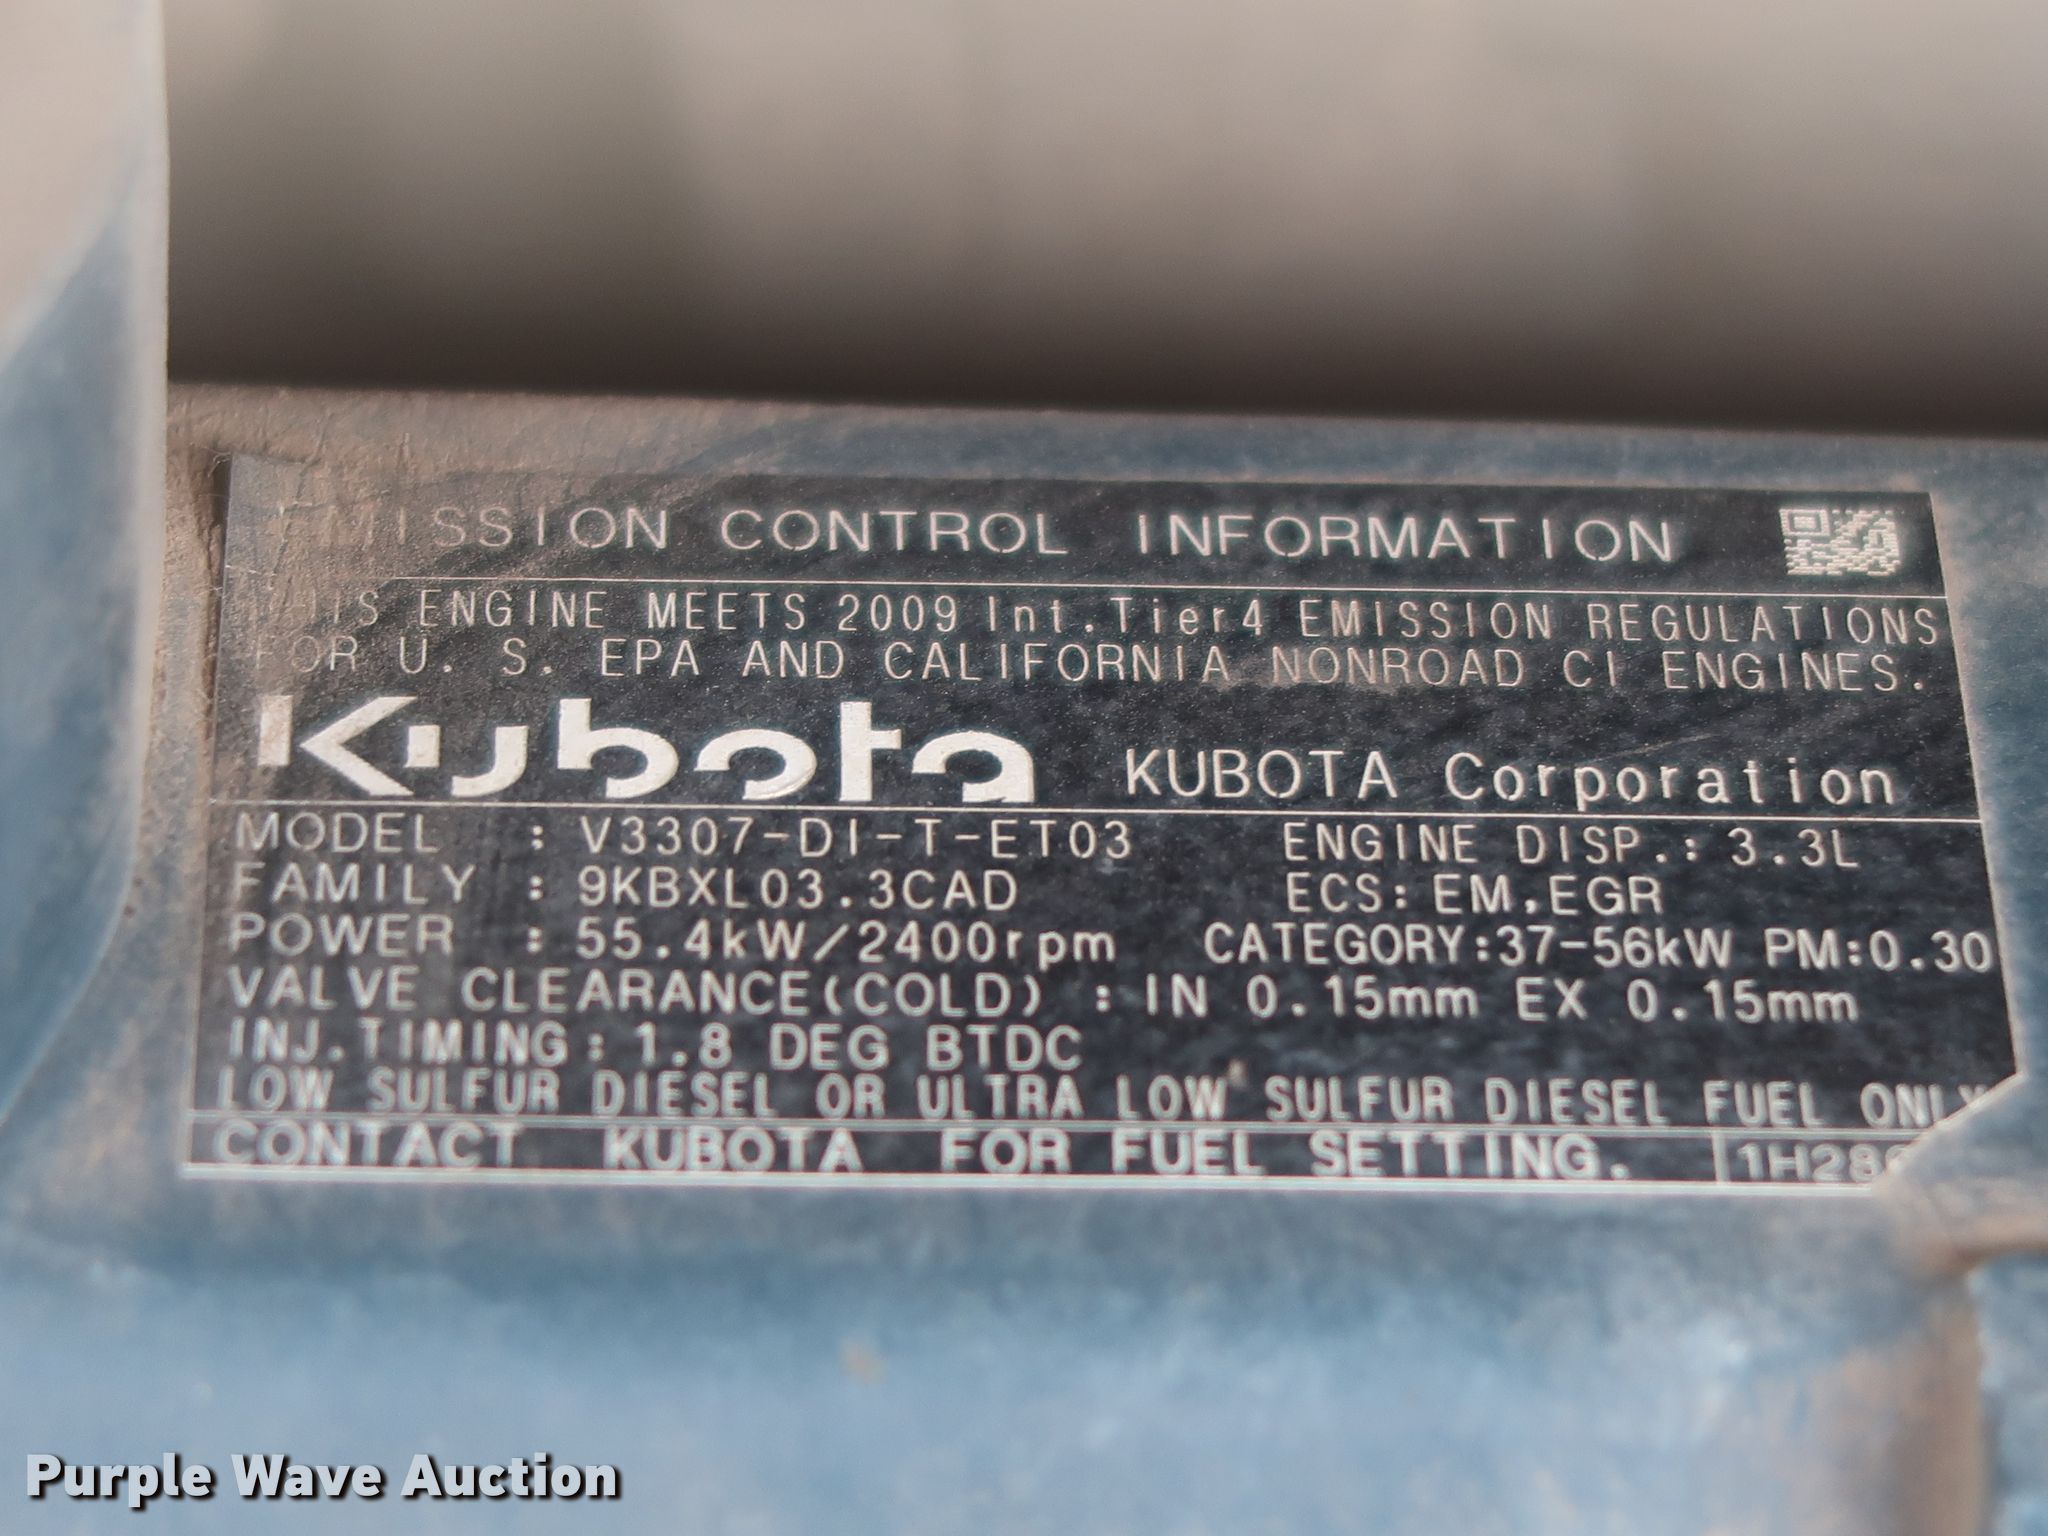 EMISSION CONTROL INFORMATION
THIS ENGINE MEETS 2009 Int.Tier4 EMISSION REGULATIONS
FOR U. S. EPA AND CALIFORNIA NONROAD CI ENGINES.
Kubota KUBOTA Corporation
MODEL : V3307-DI-T-ET03 ENGINE DISP.: 3.3L
FAMILY : 9KBXL03.3CAD ECS: EM,EGR
POWER : 55.4kW/2400rpm CATEGORY:37-56kW PM:0.30
VALVE CLEARANCE(COLD) : IN 0.15mm EX 0.15mm
INJ.TIMING: 1.8 DEG BTDC
LOW SULFUR DIESEL OR ULTRA LOW SULFUR DIESEL FUEL ONLY
CONTACT KUBOTA FOR FUEL SETTING.
Purple Wave Auction